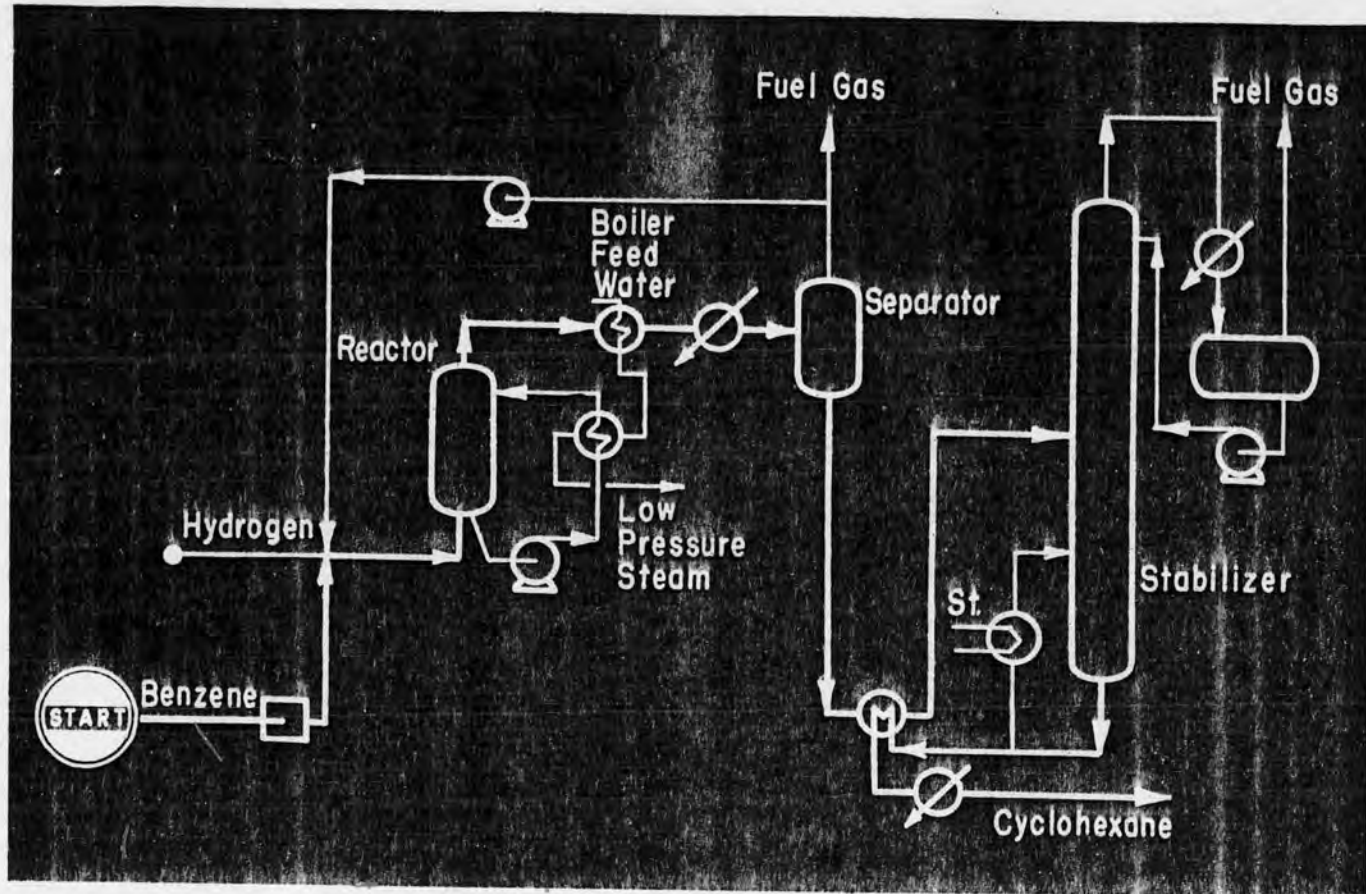 Fuel Gas
Fuel Gas
Boiler
Feed
Water
Separator
Reactor
Hydrogen
Low
Pressure
Steam
Stabilizer
St.
Benzene
START
Cyclohexane